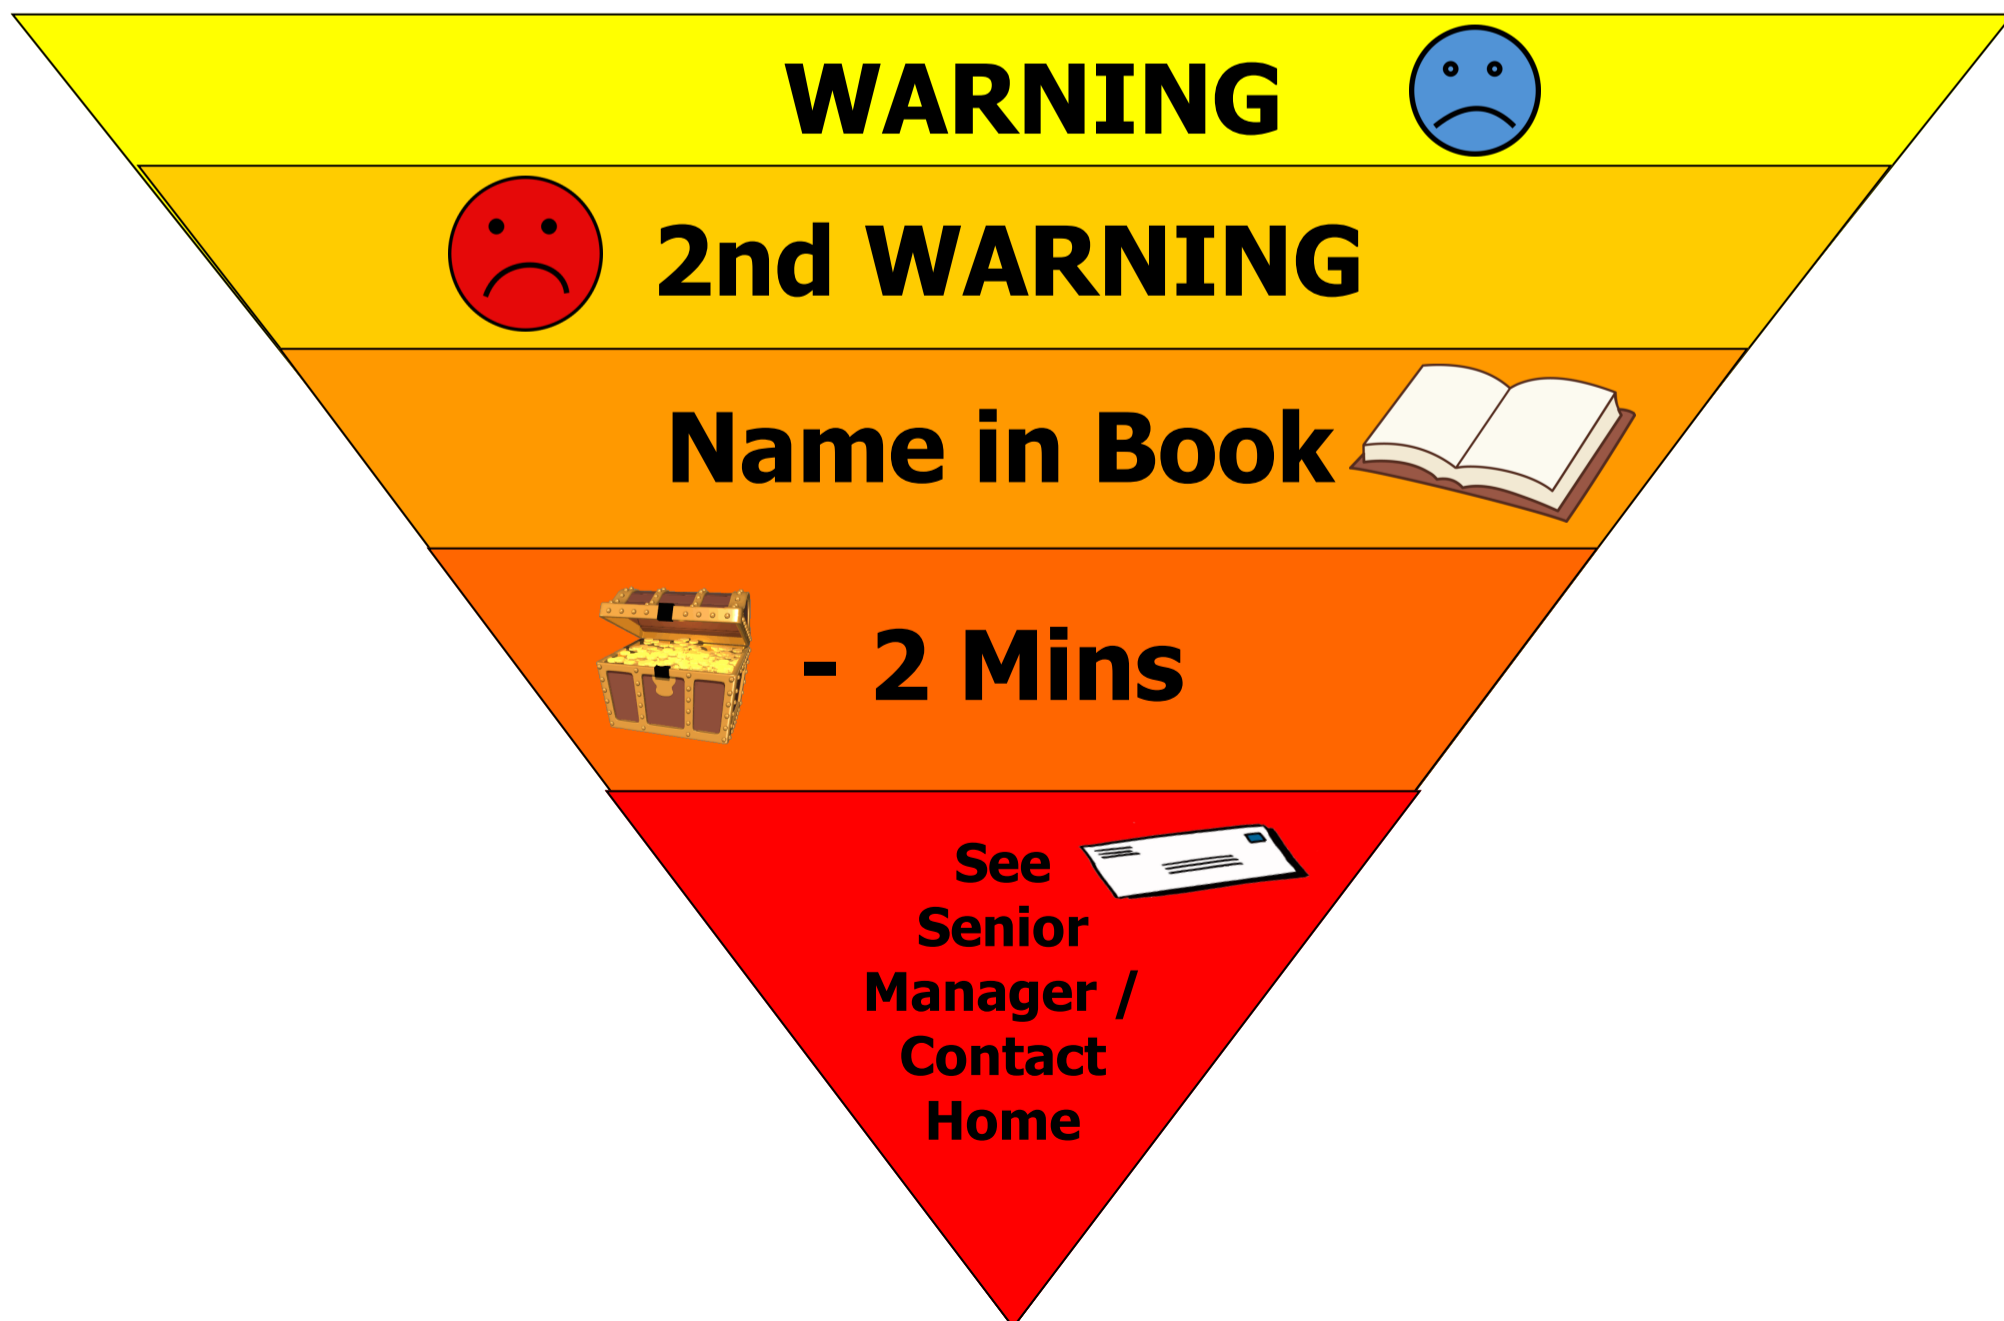 WARNING
2nd WARNING
Name in Book
- 2 Mins
See
Senior
Manager /
Contact
Home